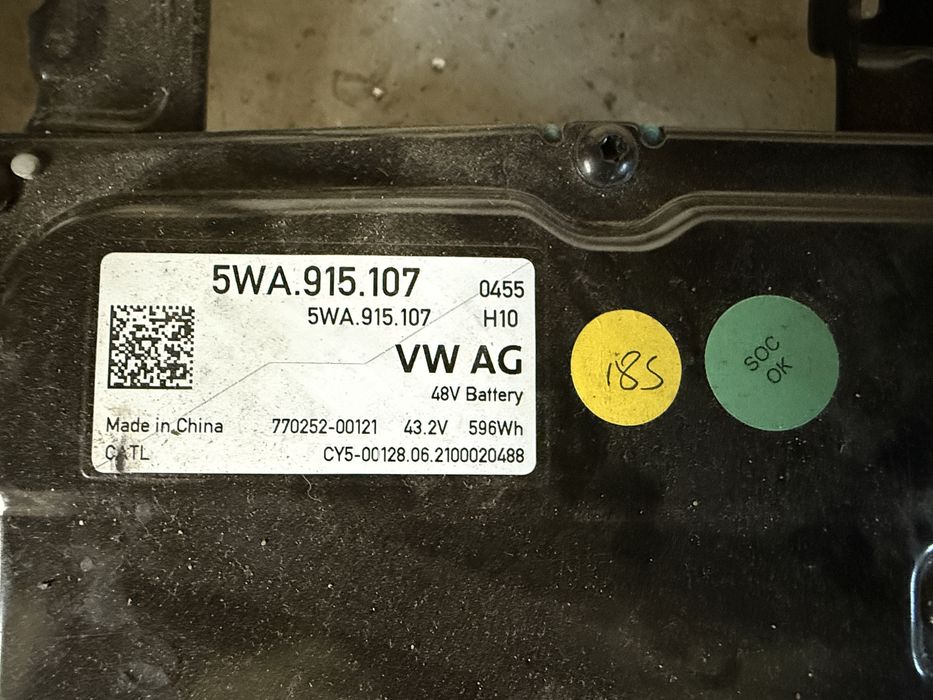 5WA.915.107
0455
5WA.915.107 H10
VW AG
48V Battery
Made in China 770252-00121 43.2V 596Wh
CATL CY5-00128.06.2100020488
SOC
OK